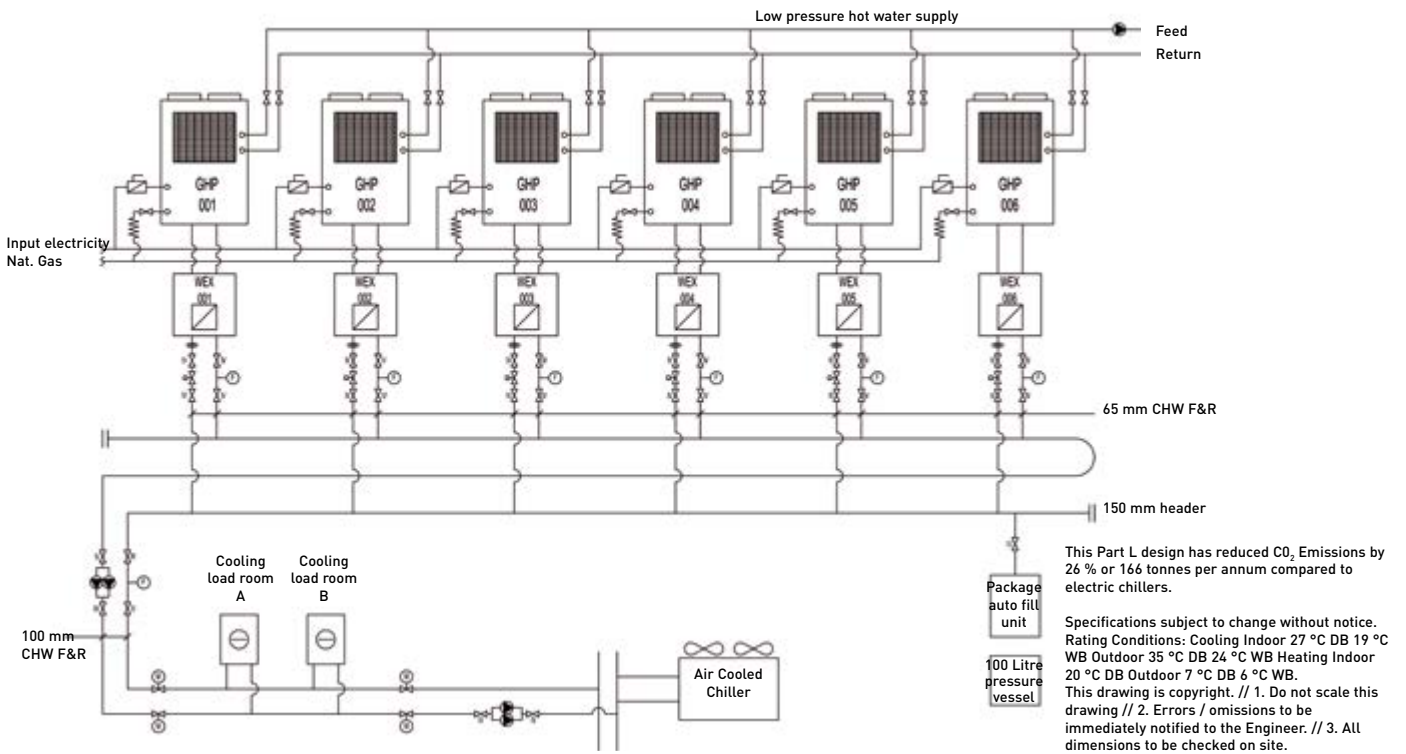 Low pressure hot water supply
Feed
Return
GHP
001
GHP
002
GHP
003
GHP
004
GHP
005
GHP
006
Input electricity
Nat. Gas
WEX
001
WEX
002
WEX
003
WEX
004
WEX
005
WEX
006
F
F
F
F
F
F
65 mm CHW F&R
150 mm header
Cooling
load room
A
Cooling
load room
B
F
100 mm
CHW F&R
Air Cooled
Chiller
Package
auto fill
unit
100 Litre
pressure
vessel
This Part L design has reduced C0₂ Emissions by
26 % or 166 tonnes per annum compared to
electric chillers.
Specifications subject to change without notice.
Rating Conditions: Cooling Indoor 27 °C DB 19 °C
WB Outdoor 35 °C DB 24 °C WB Heating Indoor
20 °C DB Outdoor 7 °C DB 6 °C WB.
This drawing is copyright. // 1. Do not scale this
drawing // 2. Errors / omissions to be
immediately notified to the Engineer. // 3. All
dimensions to be checked on site.